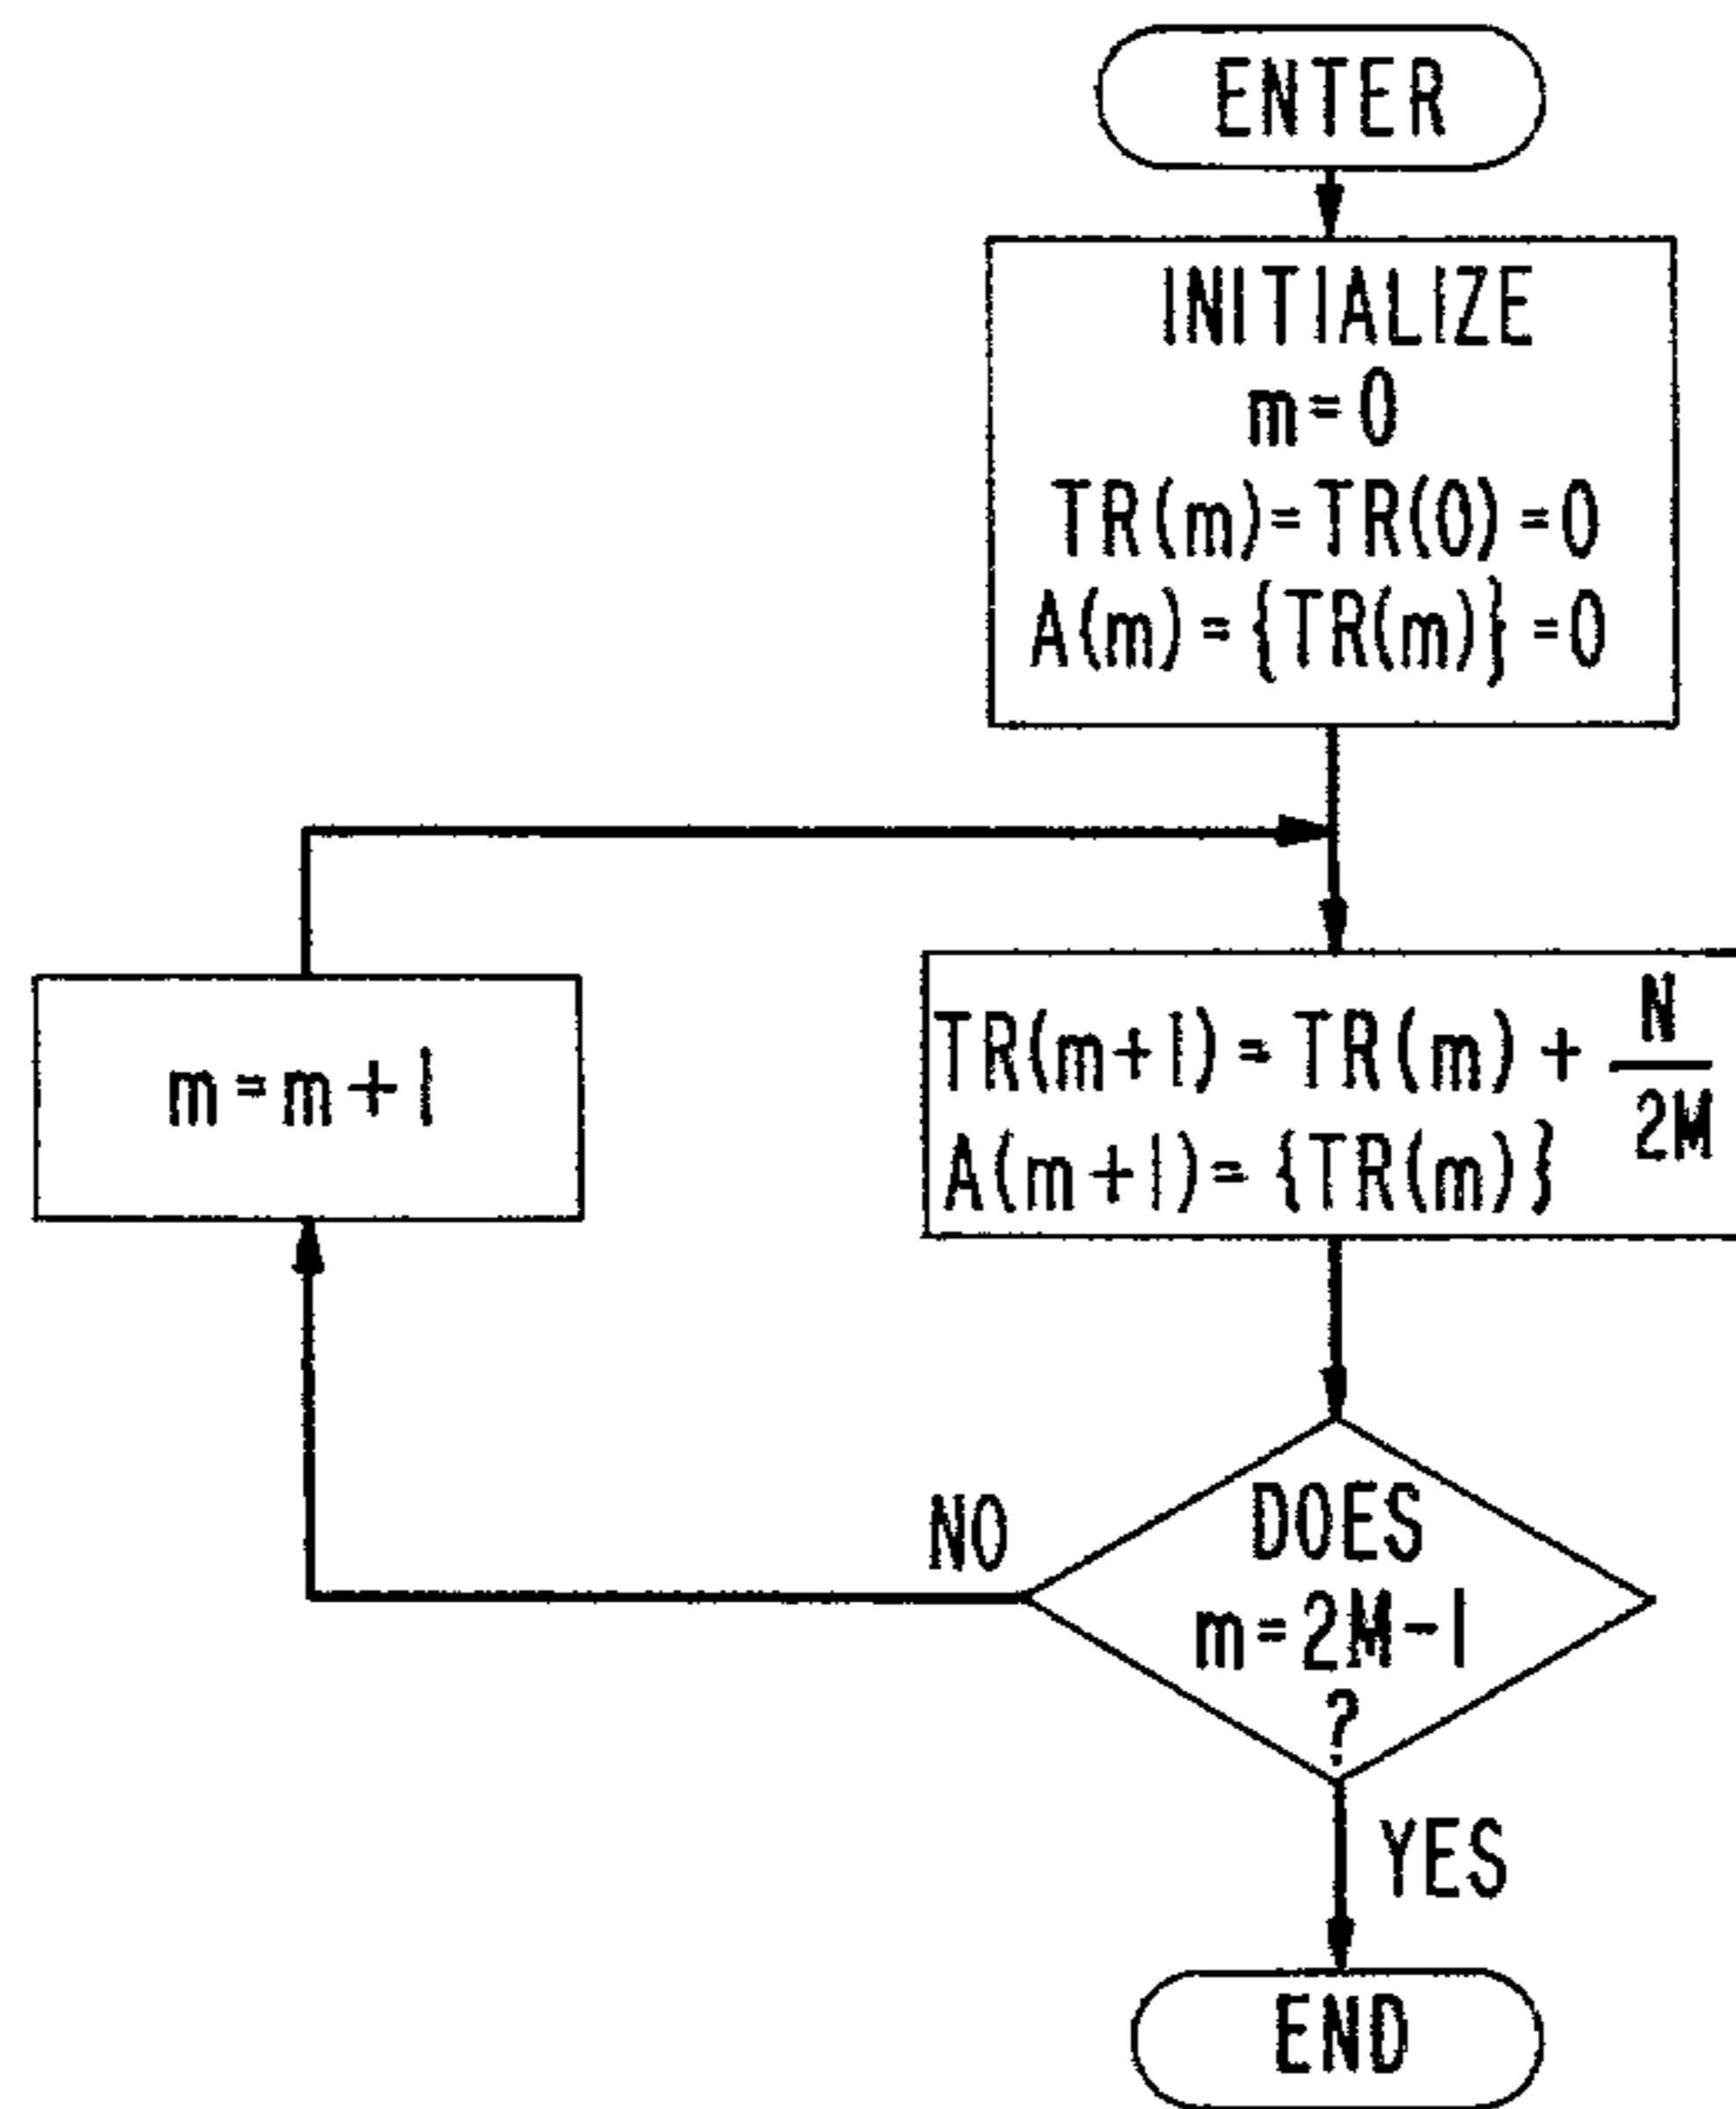 ENTER
INITIALIZE
m=0
TR(m)=TR(0)=0
A(m)={TR(m)}=0
TR(m+1)=TR(m)+N/2M
A(m+1)={TR(m)}
m=m+1
DOES
m=2M-1
?
NO
YES
END